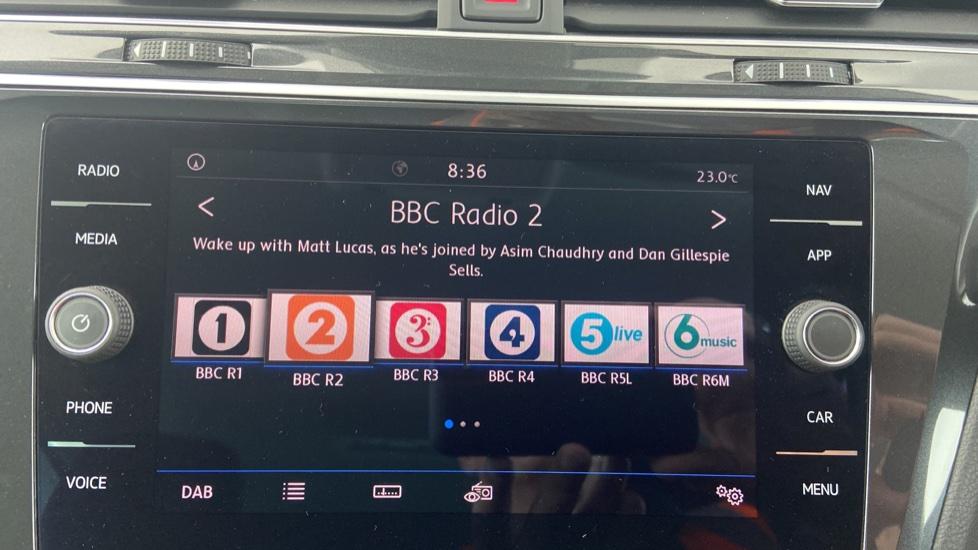 RADIO
MEDIA
PHONE
VOICE
8:36
23.0°C
< BBC Radio 2 >
Wake up with Matt Lucas, as he's joined by Asim Chaudhry and Dan Gillespie
Sells.
1 2 3 4 5 live 6 music
BBC R1 BBC R2 BBC R3 BBC R4 BBC R5L BBC R6M
DAB
NAV
APP
CAR
MENU